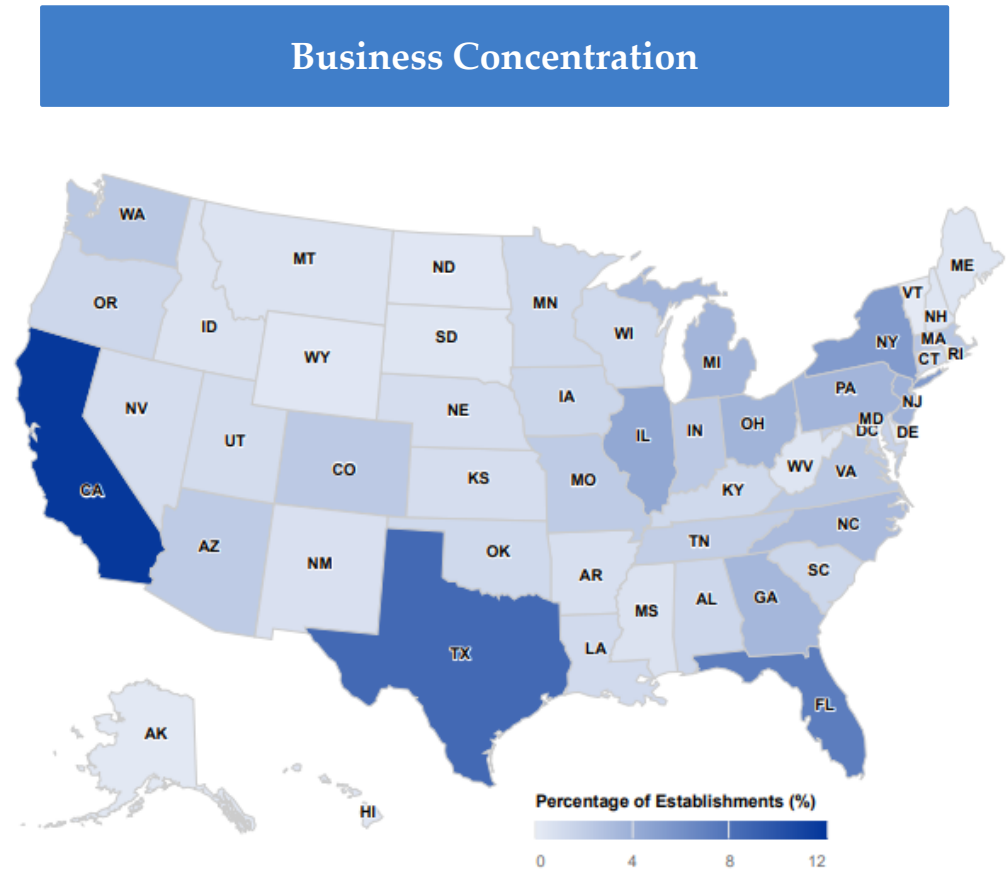 Business Concentration
WA
MT
ND
ME
VT
OR
MN
NH
ID
SD
WI
MA
NY
WY
CT RI
MI
PA
IA
NV
NE
NJ
MD
UT
IL
IN
OH
DC
DE
CO
WV
KS
MO
VA
CA
KY
NC
AZ
OK
TN
NM
AR
SC
MS
AL
GA
TX
LA
FL
AK
HI
Percentage of Establishments (%)
0 4 8 12